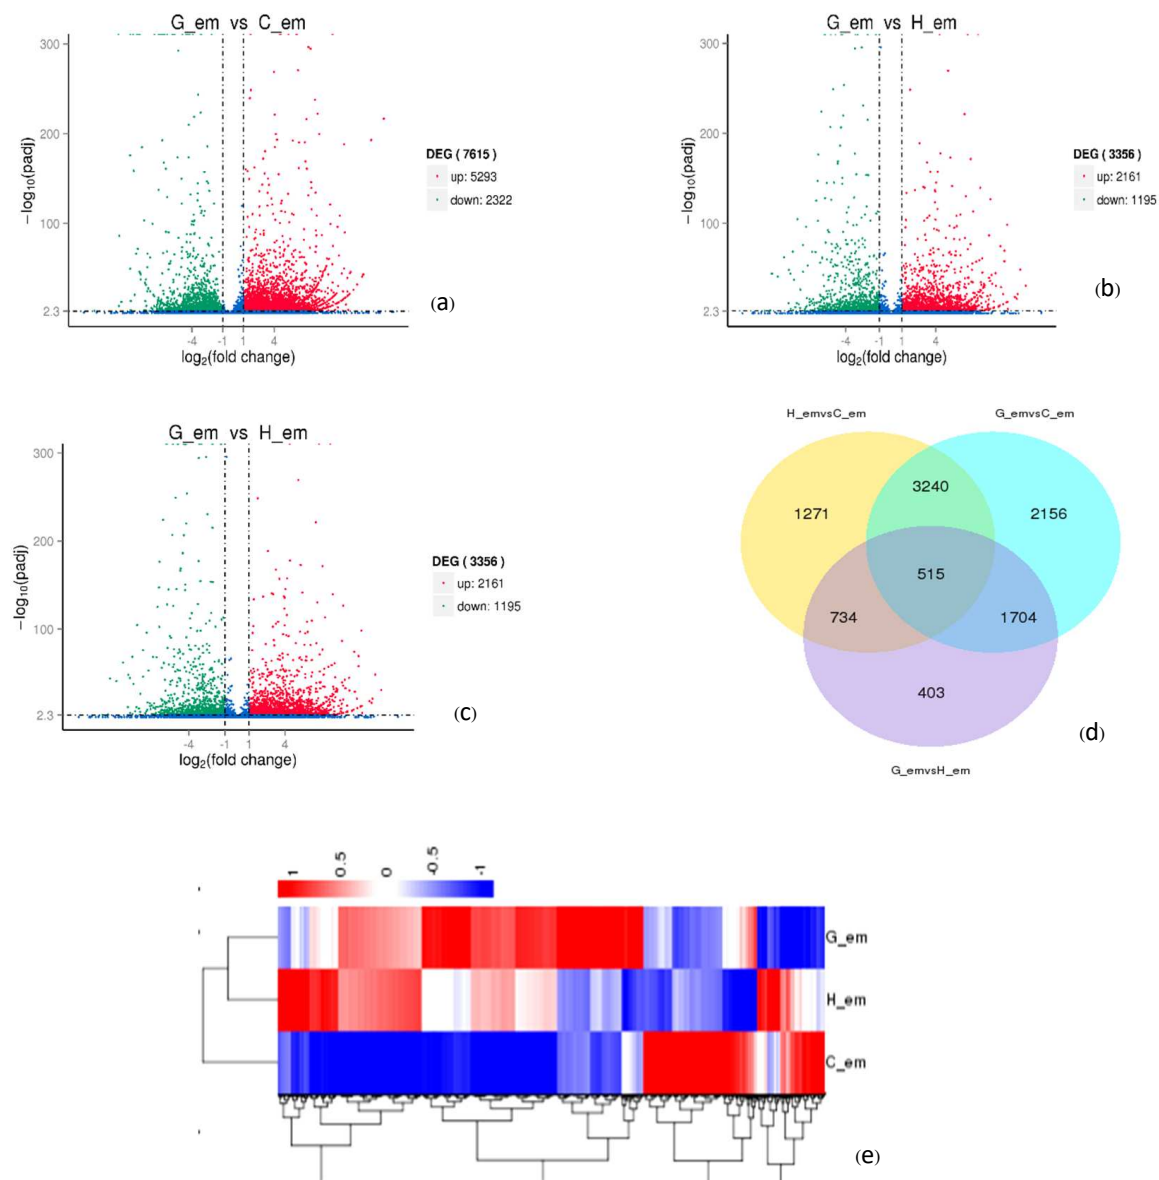 G_em vs C_em
300
200
100
2.3
−log10(padj)
-4 -1 1 4
log2(fold change)
DEG ( 7615 )
up: 5293
down: 2322
(a)
G_em vs H_em
300
200
100
2.3
−log10(padj)
-4 -1 1 4
log2(fold change)
DEG ( 3356 )
up: 2161
down: 1195
(b)
G_em vs H_em
300
200
100
2.3
−log10(padj)
-4 -1 1 4
log2(fold change)
DEG ( 3356 )
up: 2161
down: 1195
(c)
H_emvsC_em
G_emvsC_em
3240
1271
2156
515
734
1704
403
G_emvsH_em
(d)
1 0.5 0 -0.5 -1
G_em
H_em
C_em
(e)